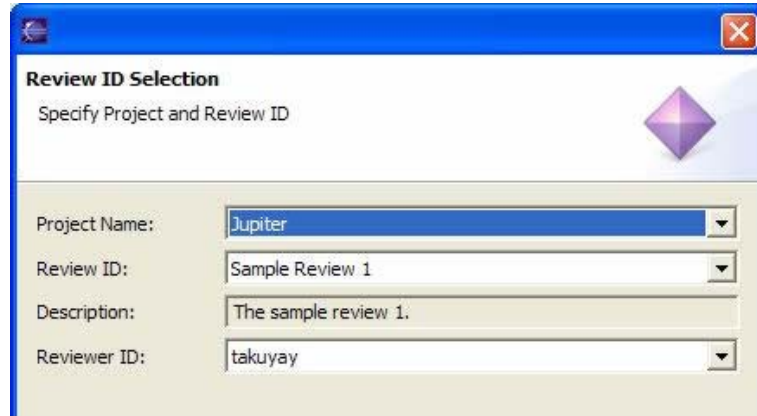 Review ID Selection
Specify Project and Review ID
Project Name: Jupiter
Review ID: Sample Review 1
Description: The sample review 1.
Reviewer ID: takuyay